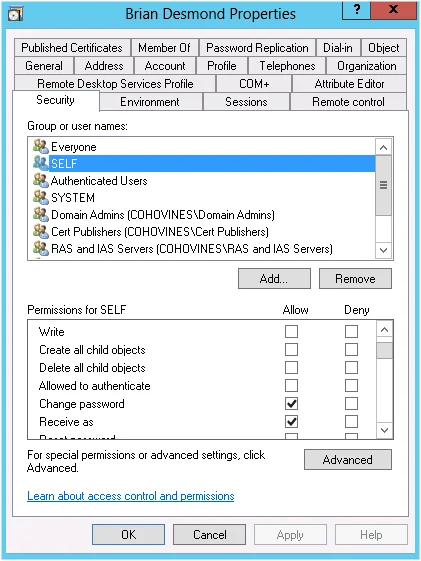 Brian Desmond Properties
? X
Published Certificates Member Of Password Replication Dial-in Object
General Address Account Profile Telephones Organization
Remote Desktop Services Profile COM+ Attribute Editor
Security Environment Sessions Remote control
Group or user names:
Everyone
SELF
Authenticated Users
SYSTEM
Domain Admins (COHOVINES\Domain Admins)
Cert Publishers (COHOVINES\Cert Publishers)
RAS and IAS Servers (COHOVINES\RAS and IAS Servers)
Add... Remove
Permissions for SELF Allow Deny
Write
Create all child objects
Delete all child objects
Allowed to authenticate
Change password
Receive as
Reset password
For special permissions or advanced settings, click
Advanced.
Advanced
Learn about access control and permissions
OK Cancel Apply Help